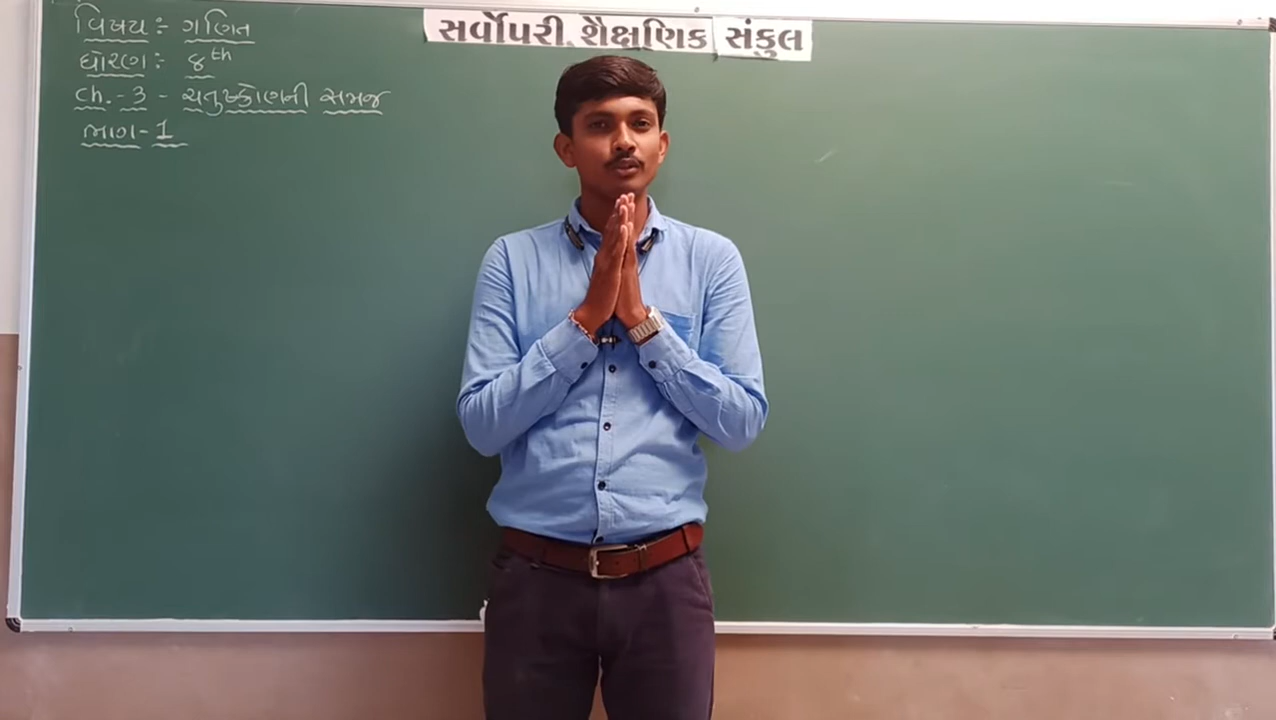 સર્વોપરી શૈક્ષણિક સંકુલ
વિષય : ગણિત
ધોરણ : 8th
ch. - 3 - ચતુષ્કોણની સમજ
ભાગ - 1